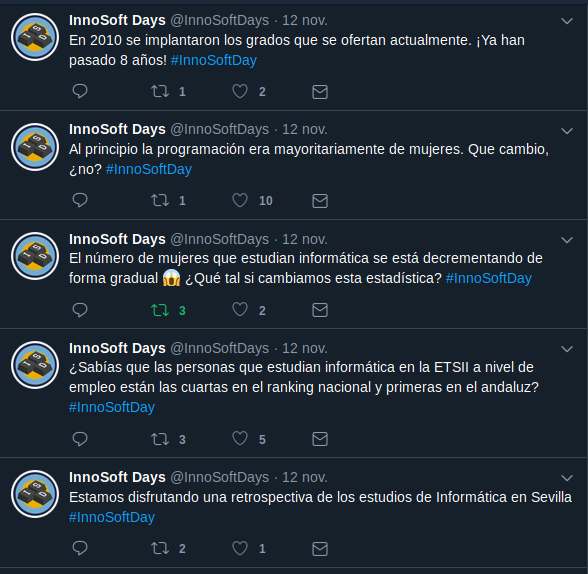 InnoSoft Days @InnoSoftDays · 12 nov.
En 2010 se implantaron los grados que se ofertan actualmente. ¡Ya han
pasado 8 años! #InnoSoftDay
1 2
InnoSoft Days @InnoSoftDays · 12 nov.
Al principio la programación era mayoritariamente de mujeres. Que cambio,
¿no? #InnoSoftDay
1 10
InnoSoft Days @InnoSoftDays · 12 nov.
El número de mujeres que estudian informática se está decrementando de
forma gradual 😱 ¿Qué tal si cambiamos esta estadística? #InnoSoftDay
3 2
InnoSoft Days @InnoSoftDays · 12 nov.
¿Sabías que las personas que estudian informática en la ETSII a nivel de
empleo están las cuartas en el ranking nacional y primeras en el andaluz?
#InnoSoftDay
3 5
InnoSoft Days @InnoSoftDays · 12 nov.
Estamos disfrutando una retrospectiva de los estudios de Informática en Sevilla
#InnoSoftDay
2 1